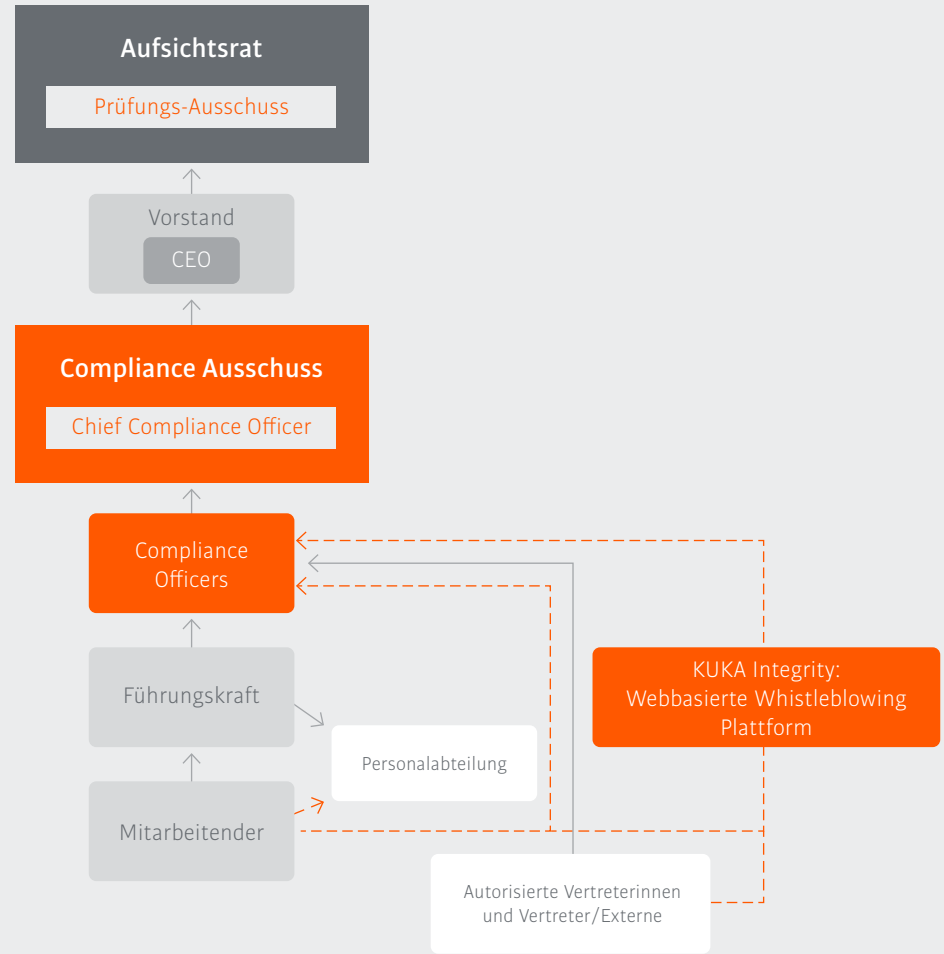 Aufsichtsrat
Prüfungs-Ausschuss
Vorstand
CEO
Compliance Ausschuss
Chief Compliance Officer
Compliance
Officers
Führungskraft
KUKA Integrity:
Webbasierte Whistleblowing
Plattform
Personalabteilung
Mitarbeitender
Autorisierte Vertreterinnen
und Vertreter/Externe